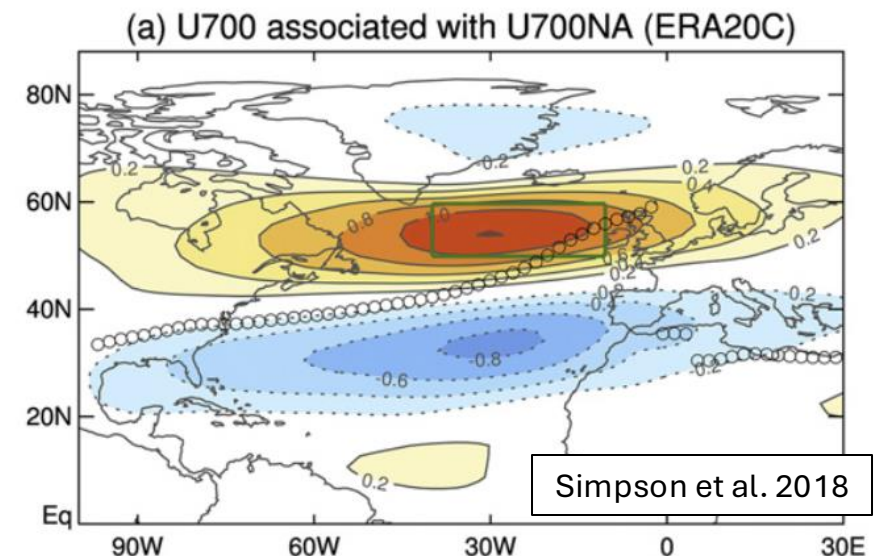 (a) U700 associated with U700NA (ERA20C)
80N
60N
40N
20N
Eq
0.2
0.2
0.2
0.4
0.8
0.2
0.2
0.2
-0.8
-0.6
0.2
Simpson et al. 2018
90W 60W 30W 0 30E